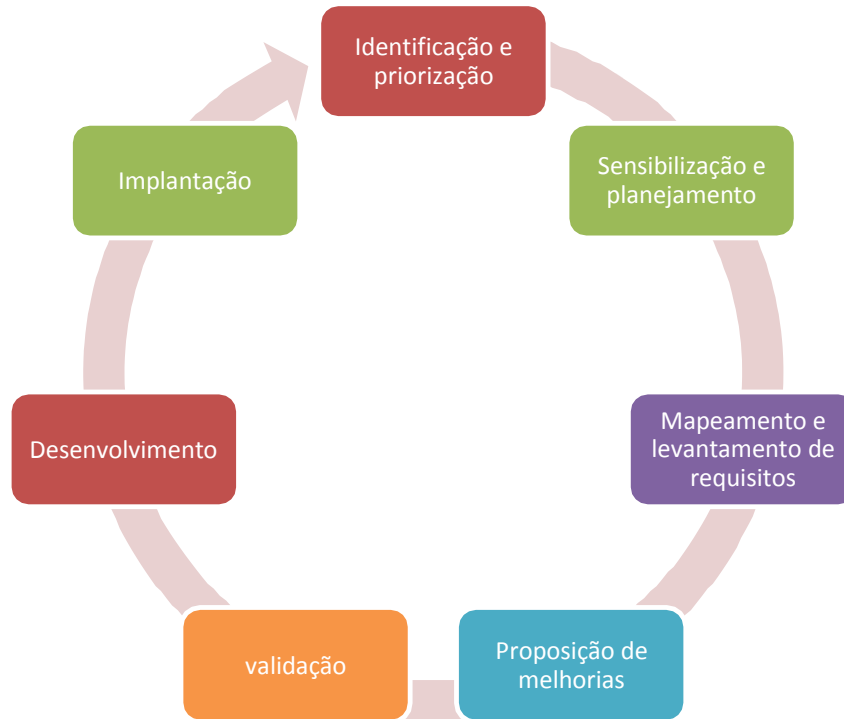 Identificação e
priorização
Sensibilização e
planejamento
Mapeamento e
levantamento de
requisitos
Proposição de
melhorias
validação
Desenvolvimento
Implantação